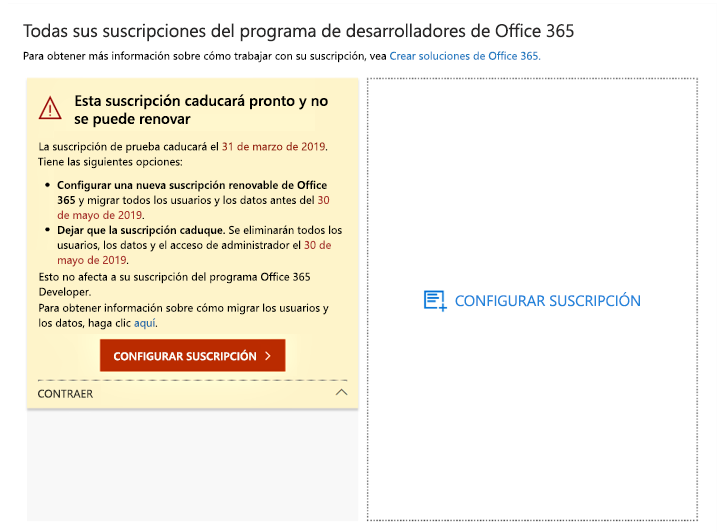 Todas sus suscripciones del programa de desarrolladores de Office 365
Para obtener más información sobre cómo trabajar con su suscripción, vea Crear soluciones de Office 365.
Esta suscripción caducará pronto y no
se puede renovar
La suscripción de prueba caducará el 31 de marzo de 2019.
Tiene las siguientes opciones:
• Configurar una nueva suscripción renovable de Office
365 y migrar todos los usuarios y los datos antes del 30
de mayo de 2019.
• Dejar que la suscripción caduque. Se eliminarán todos los
usuarios, los datos y el acceso de administrador el 30 de
mayo de 2019.
Esto no afecta a su suscripción del programa Office 365
Developer.
Para obtener información sobre cómo migrar los usuarios y
los datos, haga clic aquí.
CONFIGURAR SUSCRIPCIÓN
CONTRAER
CONFIGURAR SUSCRIPCIÓN